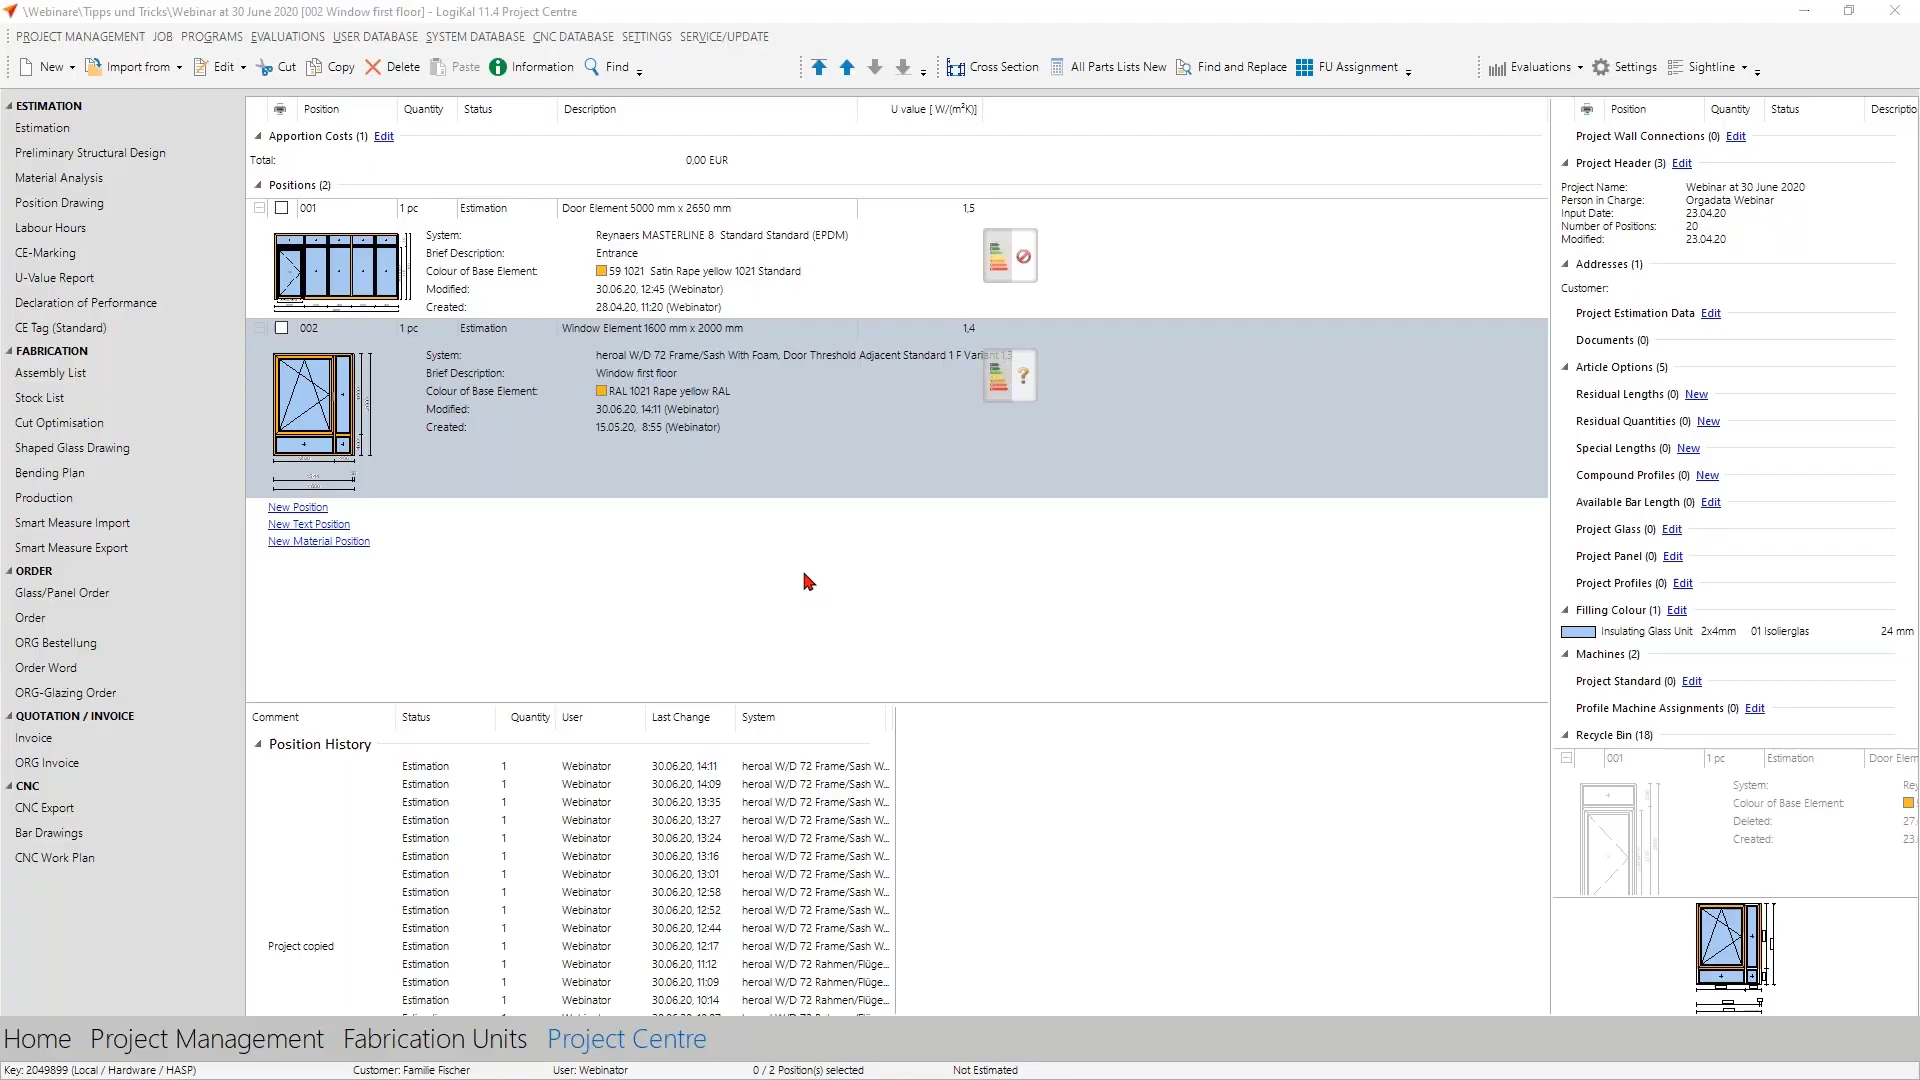 \Webinare\Tipps und Tricks\Webinar at 30 June 2020 [002 Window first floor] - LogiKal 11.4 Project Centre
PROJECT MANAGEMENT JOB PROGRAMS EVALUATIONS USER DATABASE SYSTEM DATABASE CNC DATABASE SETTINGS SERVICE/UPDATE
New Import from Edit Cut Copy Delete Paste Information Find Cross Section All Parts Lists New Find and Replace FU Assignment Evaluations Settings Sightline
ESTIMATION
Estimation
Preliminary Structural Design
Material Analysis
Position Drawing
Labour Hours
CE-Marking
U-Value Report
Declaration of Performance
CE Tag (Standard)
FABRICATION
Assembly List
Stock List
Cut Optimisation
Shaped Glass Drawing
Bending Plan
Production
Smart Measure Import
Smart Measure Export
ORDER
Glass/Panel Order
Order
ORG Bestellung
Order Word
ORG-Glazing Order
QUOTATION / INVOICE
Invoice
ORG Invoice
CNC
CNC Export
Bar Drawings
CNC Work Plan
Position Quantity Status Description U value [ W/(m²K)]
Apportion Costs (1) Edit
Total: 0,00 EUR
Positions (2)
001 1 pc Estimation Door Element 5000 mm x 2650 mm 1,5
System: Reynaers MASTERLINE 8 Standard Standard (EPDM)
Brief Description: Entrance
Colour of Base Element: 59 1021 Satin Rape yellow 1021 Standard
Modified: 30.06.20, 12:45 (Webinator)
Created: 28.04.20, 11:20 (Webinator)
002 1 pc Estimation Window Element 1600 mm x 2000 mm 1,4
System: heroal W/D 72 Frame/Sash With Foam, Door Threshold Adjacent Standard 1 F Variant 1.3
Brief Description: Window first floor
Colour of Base Element: RAL 1021 Rape yellow RAL
Modified: 30.06.20, 14:11 (Webinator)
Created: 15.05.20, 8:55 (Webinator)
New Position
New Text Position
New Material Position
Comment Status Quantity User Last Change System
Position History
Estimation 1 Webinator 30.06.20, 14:11 heroal W/D 72 Frame/Sash W...
Estimation 1 Webinator 30.06.20, 14:09 heroal W/D 72 Frame/Sash W...
Estimation 1 Webinator 30.06.20, 13:35 heroal W/D 72 Frame/Sash W...
Estimation 1 Webinator 30.06.20, 13:27 heroal W/D 72 Frame/Sash W...
Estimation 1 Webinator 30.06.20, 13:24 heroal W/D 72 Frame/Sash W...
Estimation 1 Webinator 30.06.20, 13:16 heroal W/D 72 Frame/Sash W...
Estimation 1 Webinator 30.06.20, 13:01 heroal W/D 72 Frame/Sash W...
Estimation 1 Webinator 30.06.20, 12:58 heroal W/D 72 Frame/Sash W...
Estimation 1 Webinator 30.06.20, 12:52 heroal W/D 72 Frame/Sash W...
Estimation 1 Webinator 30.06.20, 12:44 heroal W/D 72 Frame/Sash W...
Project copied Estimation 1 Webinator 30.06.20, 12:17 heroal W/D 72 Frame/Sash W...
Estimation 1 Webinator 30.06.20, 11:12 heroal W/D 72 Rahmen/Flüge...
Estimation 1 Webinator 30.06.20, 11:09 heroal W/D 72 Rahmen/Flüge...
Estimation 1 Webinator 30.06.20, 10:14 heroal W/D 72 Rahmen/Flüge...
Position Quantity Status Descriptio
Project Wall Connections (0) Edit
Project Header (3) Edit
Project Name: Webinar at 30 June 2020
Person in Charge: Orgadata Webinar
Input Date: 23.04.20
Number of Positions: 20
Modified: 23.04.20
Addresses (1)
Customer:
Project Estimation Data Edit
Documents (0)
Article Options (5)
Residual Lengths (0) New
Residual Quantities (0) New
Special Lengths (0) New
Compound Profiles (0) New
Available Bar Length (0) Edit
Project Glass (0) Edit
Project Panel (0) Edit
Project Profiles (0) Edit
Filling Colour (1) Edit
Insulating Glass Unit 2x4mm 01 Isolierglas 24 mm
Machines (2)
Project Standard (0) Edit
Profile Machine Assignments (0) Edit
Recycle Bin (18)
001 1 pc Estimation Door Elem
System: Rey
Colour of Base Element:
Deleted: 27.
Created: 23.
Home Project Management Fabrication Units Project Centre
Key: 2049899 (Local / Hardware / HASP) Customer: Familie Fischer User: Webinator 0 / 2 Position(s) selected Not Estimated